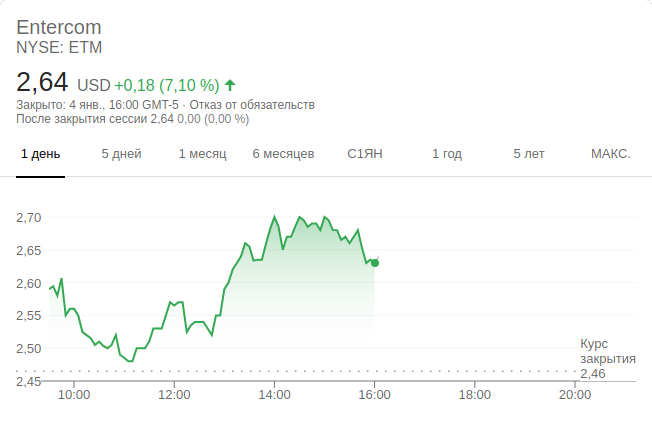 Entercom
NYSE: ETM
2,64 USD +0,18 (7,10 %)
Закрыто: 4 янв., 16:00 GMT-5 · Отказ от обязательств
После закрытия сессии 2,64 0,00 (0,00 %)
1 день 5 дней 1 месяц 6 месяцев С1ЯН 1 год 5 лет МАКС.
2,70
2,65
2,60
2,55
2,50
2,45
Курс
закрытия
2,46
10:00 12:00 14:00 16:00 18:00 20:00